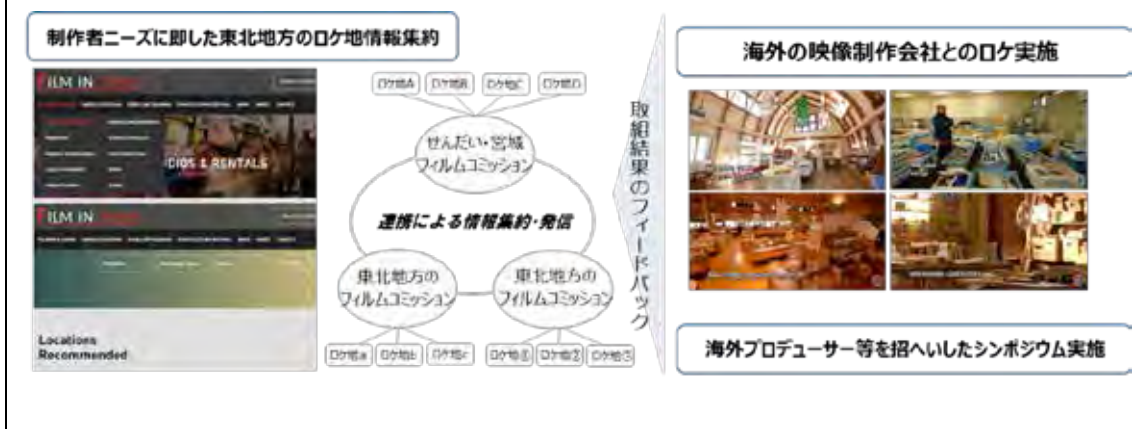 制作者ニーズに即した東北地方のロケ地情報集約
FILM IN
DIOS & RENTALS
FILM IN
Locations
Recommended
ロケ地A ロケ地B ロケ地C ロケ地D
せんだい・宮城
フィルムコミッション
連携による情報集約・発信
東北地方の
フィルムコミッション
東北地方の
フィルムコミッション
ロケ地a ロケ地b ロケ地c
ロケ地① ロケ地② ロケ地③
取組結果のフィードバック
海外の映像制作会社とのロケ実施
海外プロデューサー等を招へいしたシンポジウム実施